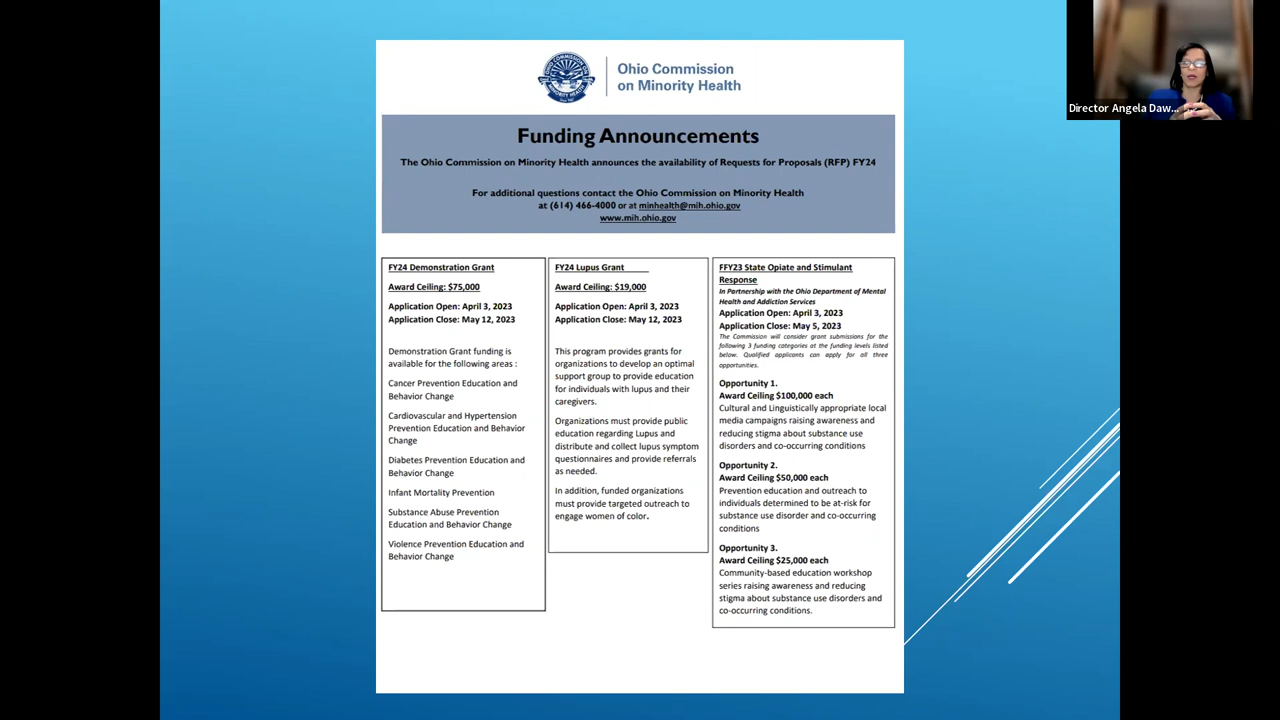 Ohio Commission
on Minority Health
Funding Announcements
The Ohio Commission on Minority Health announces the availability of Requests for Proposals (RFP) FY24
For additional questions contact the Ohio Commission on Minority Health
at (614) 466-4000 or at minhealth@mih.ohio.gov
www.mih.ohio.gov
FY24 Demonstration Grant
Award Ceiling: $75,000
Application Open: April 3, 2023
Application Close: May 12, 2023
Demonstration Grant funding is
available for the following areas :
Cancer Prevention Education and
Behavior Change
Cardiovascular and Hypertension
Prevention Education and Behavior
Change
Diabetes Prevention Education and
Behavior Change
Infant Mortality Prevention
Substance Abuse Prevention
Education and Behavior Change
Violence Prevention Education and
Behavior Change
FY24 Lupus Grant
Award Ceiling: $19,000
Application Open: April 3, 2023
Application Close: May 12, 2023
This program provides grants for
organizations to develop an optimal
support group to provide education
for individuals with lupus and their
caregivers.
Organizations must provide public
education regarding Lupus and
distribute and collect lupus symptom
questionnaires and provide referrals
as needed.
In addition, funded organizations
must provide targeted outreach to
engage women of color.
FFY23 State Opiate and Stimulant
Response
In Partnership with the Ohio Department of Mental
Health and Addiction Services
Application Open: April 3, 2023
Application Close: May 5, 2023
The Commission will consider grant submissions for the
following 3 funding categories at the funding levels listed
below. Qualified applicants can apply for all three
opportunities.
Opportunity 1.
Award Ceiling $100,000 each
Cultural and Linguistically appropriate local
media campaigns raising awareness and
reducing stigma about substance use
disorders and co-occurring conditions
Opportunity 2.
Award Ceiling $50,000 each
Prevention education and outreach to
individuals determined to be at-risk for
substance use disorder and co-occurring
conditions
Opportunity 3.
Award Ceiling $25,000 each
Community-based education workshop
series raising awareness and reducing
stigma about substance use disorders and
co-occurring conditions.
Director Angela Daw...